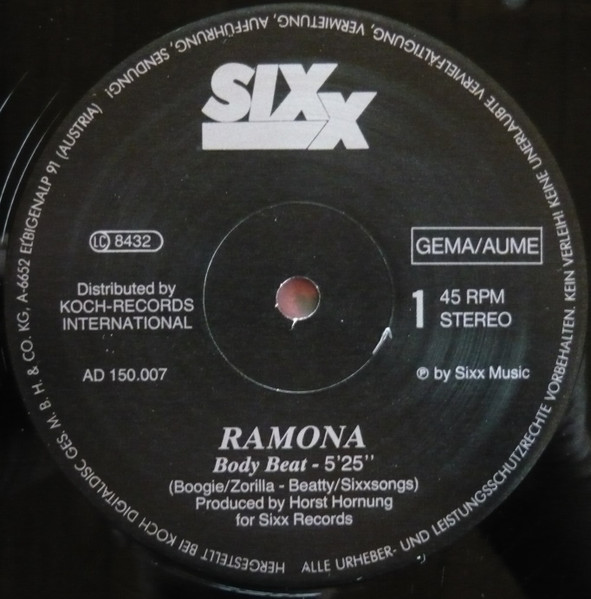 SIXX
LC 8432
GEMA/AUME
Distributed by
KOCH-RECORDS
INTERNATIONAL
1
45 RPM
STEREO
AD 150.007
℗ by Sixx Music
RAMONA
Body Beat - 5'25''
(Boogie/Zorilla - Beatty/Sixxsongs)
Produced by Horst Hornung
for Sixx Records
HERGESTELLT BEI KOCH DIGITALDISC GES. M. B. H. & CO. KG, A-6652 ELBIGENALP 91 (AUSTRIA)
ALLE URHEBER- UND LEISTUNGSSCHUTZRECHTE VORBEHALTEN. KEIN VERLEIH! KEINE UNERLAUBTE VERVIELFÄLTIGUNG, VERMIETUNG, AUFFÜHRUNG, SENDUNG!